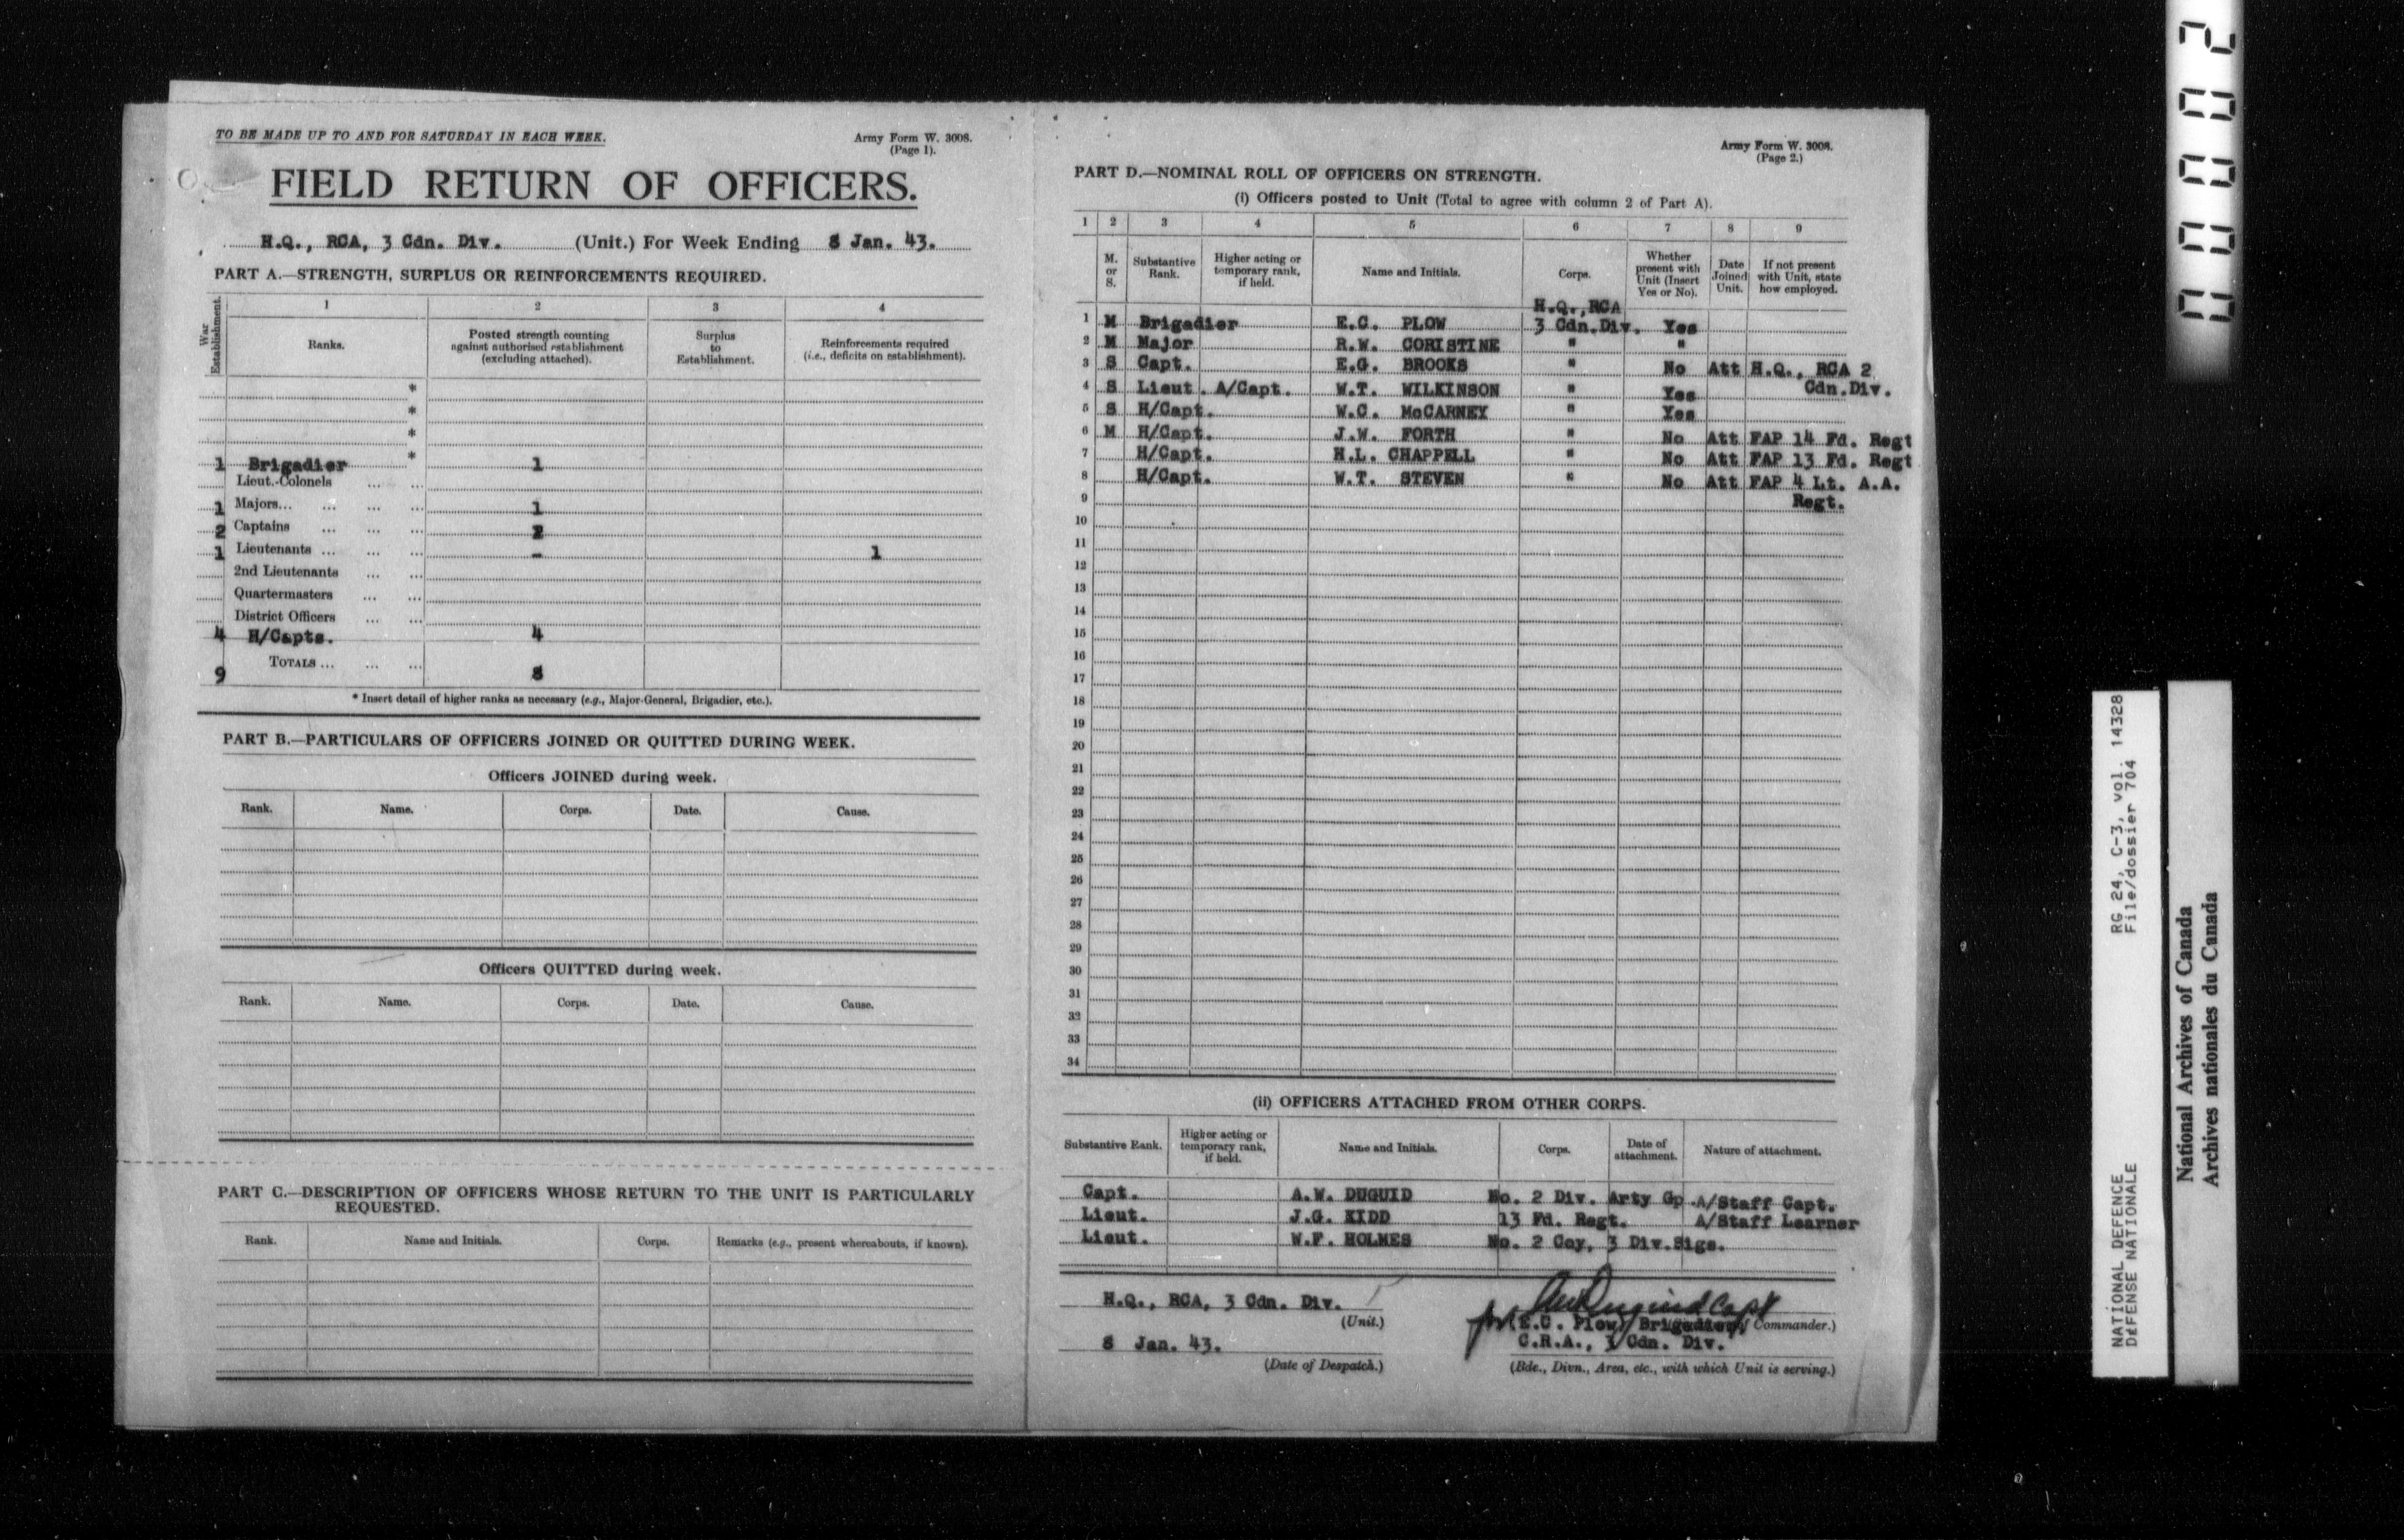 TO BE MADE UP TO AND FOR SATURDAY IN EACH WEEK.
Army Form W. 3008.
(Page 1).
FIELD RETURN OF OFFICERS.
H.Q., RCA, 3 Cdn. Div. (Unit.) For Week Ending 8 Jan. 43.
PART A.—STRENGTH, SURPLUS OR REINFORCEMENTS REQUIRED.
War Establishment.
1 2 3 4
Ranks. Posted strength counting against authorised establishment (excluding attached). Surplus to Establishment. Reinforcements required (i.e., deficits on establishment).
*
*
*
1 Brigadier * 1
Lieut.-Colonels ... ...
1 Majors... ... ... ... 1
2 Captains ... ... ... 2
1 Lieutenants ... ... ... - 1
2nd Lieutenants ... ...
Quartermasters ... ...
District Officers ... ...
4 H/Capts. 4
TOTALS ... ... ...
9 8
* Insert detail of higher ranks as necessary (e.g., Major-General, Brigadier, etc.).
PART B.—PARTICULARS OF OFFICERS JOINED OR QUITTED DURING WEEK.
Officers JOINED during week.
Rank. Name. Corps. Date. Cause.
Officers QUITTED during week.
Rank. Name. Corps. Date. Cause.
PART C.—DESCRIPTION OF OFFICERS WHOSE RETURN TO THE UNIT IS PARTICULARLY
REQUESTED.
Rank. Name and Initials. Corps. Remarks (e.g., present whereabouts, if known).
Army Form W. 3008.
(Page 2.)
PART D.—NOMINAL ROLL OF OFFICERS ON STRENGTH.
(i) Officers posted to Unit (Total to agree with column 2 of Part A).
1 2 3 4 5 6 7 8 9
M. or S. Substantive Rank. Higher acting or temporary rank, if held. Name and Initials. Corps. Whether present with Unit (Insert Yes or No). Date Joined Unit. If not present with Unit, state how employed.
H.Q., RCA
1 M Brigadier E.C. PLOW 3 Cdn.Div. Yes
2 M Major R.W. CORISTINE " "
3 S Capt. E.G. BROOKS " No Att H.Q., RCA 2
Cdn.Div.
4 S Lieut. A/Capt. W.T. WILKINSON " Yes
5 S H/Capt. W.C. McCARNEY " Yes
6 M H/Capt. J.W. FORTH " No Att FAP 14 Fd. Regt
7 H/Capt. H.L. CHAPPELL " No Att FAP 13 Fd. Regt
8 H/Capt. W.T. STEVEN " No Att FAP 4 Lt. A.A.
Regt.
9
10
11
12
13
14
15
16
17
18
19
20
21
22
23
24
25
26
27
28
29
30
31
32
33
34
(ii) OFFICERS ATTACHED FROM OTHER CORPS.
Substantive Rank. Higher acting or temporary rank, if held. Name and Initials. Corps. Date of attachment. Nature of attachment.
Capt. A.W. DUGUID No. 2 Div. Arty Gp A/Staff Capt.
Lieut. J.G. KIDD 13 Fd. Regt. A/Staff Learner
Lieut. W.F. HOLMES No. 2 Coy, 3 Div.Sigs.
AW Duguid Capt
H.Q., RCA, 3 Cdn. Div.
(Unit.)
for (E.C. Plow) Brigadier, Commander.)
8 Jan. 43.
C.R.A., 3 Cdn. Div.
(Date of Despatch.)
(Bde., Divn., Area, etc., with which Unit is serving.)
00002
NATIONAL DEFENCE RG 24, C-3, vol. 14328
DEFENSE NATIONALE File/dossier 704
National Archives of Canada
Archives nationales du Canada